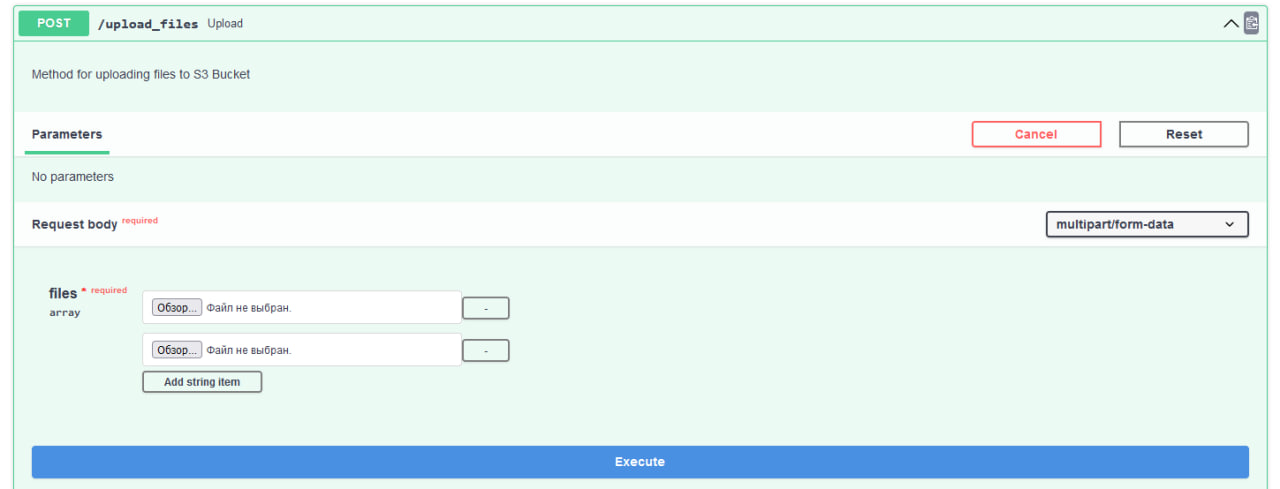 POST /upload_files Upload
Method for uploading files to S3 Bucket
Parameters Cancel Reset
No parameters
Request body required multipart/form-data
files * required
array
Обзор... Файл не выбран. -
Обзор... Файл не выбран. -
Add string item
Execute